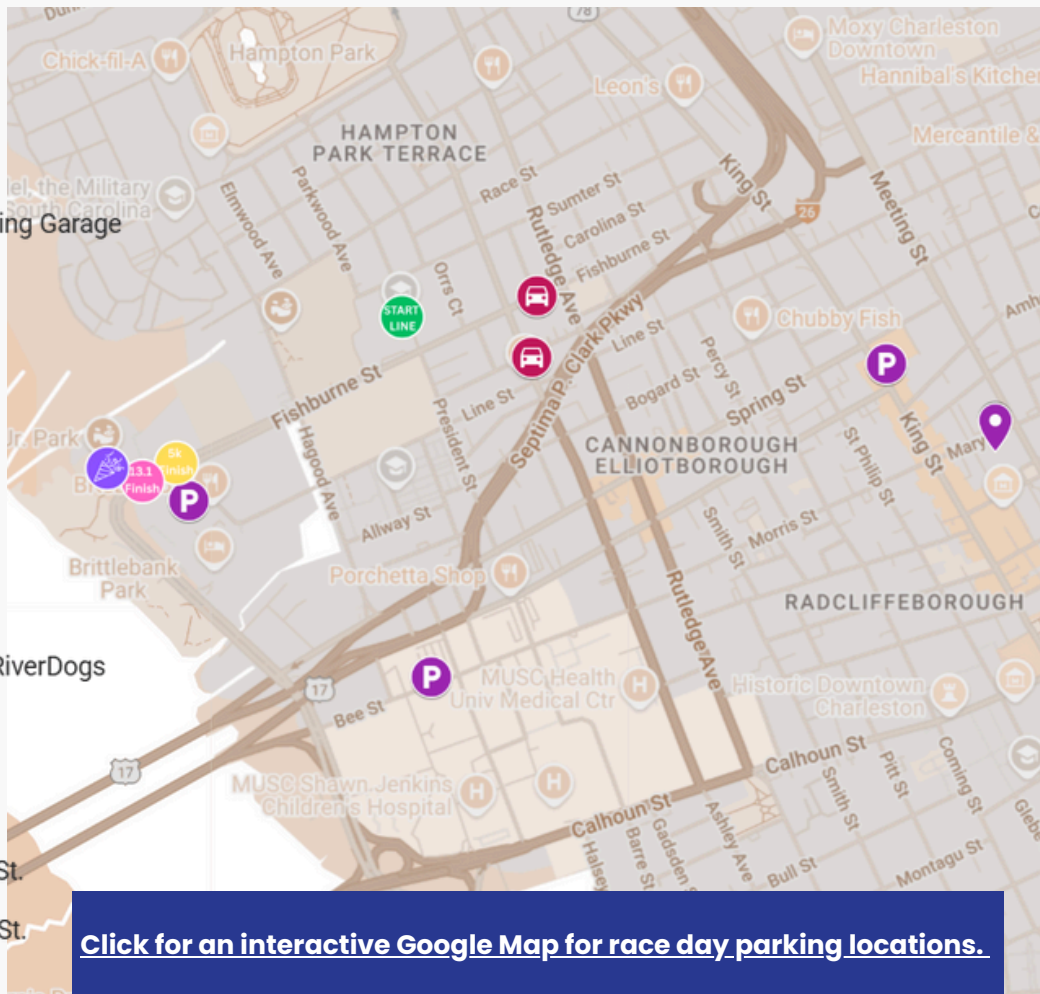 78
Moxy Charleston
Downtown
Chick-fil-A
Hampton Park
Leon's
HAMPTON
PARK TERRACE
Race St
Sumter St
Carolina St
Fishburne St
King St
Meeting St
26
Elmwood Ave
Parkwood Ave
Orrs Ct
Rutledge Ave
ing Garage
START
LINE
Septima P. Clark Pkwy
Line St
Chubby Fish
Percy St
Bogard St
Spring St
P
Fishburne St
Line St
President St
Hagood Ave
CANNONBOROUGH
ELLIOTBOROUGH
St Philip St
King St
Mary
Jr. Park
5k
Finish
13.1
Finish
P
Allway St
Smith St
Morris St
Porchetta Shop
Brittlebank
Park
RADCLIFFEBOROUGH
Rutledge Ave
RiverDogs
P
MUSC Health
Univ Medical Ctr
H
17
Bee St
Historic Downtown
Charleston
17
MUSC Shawn Jenkins
Children's Hospital
H
H
Calhoun St
Calhoun St
Smith St
Pitt St
Coming St
Ashley Ave
Barre St
Gadsden
Halsey
Bull St
Montagu St
St.
St.
Click for an interactive Google Map for race day parking locations.